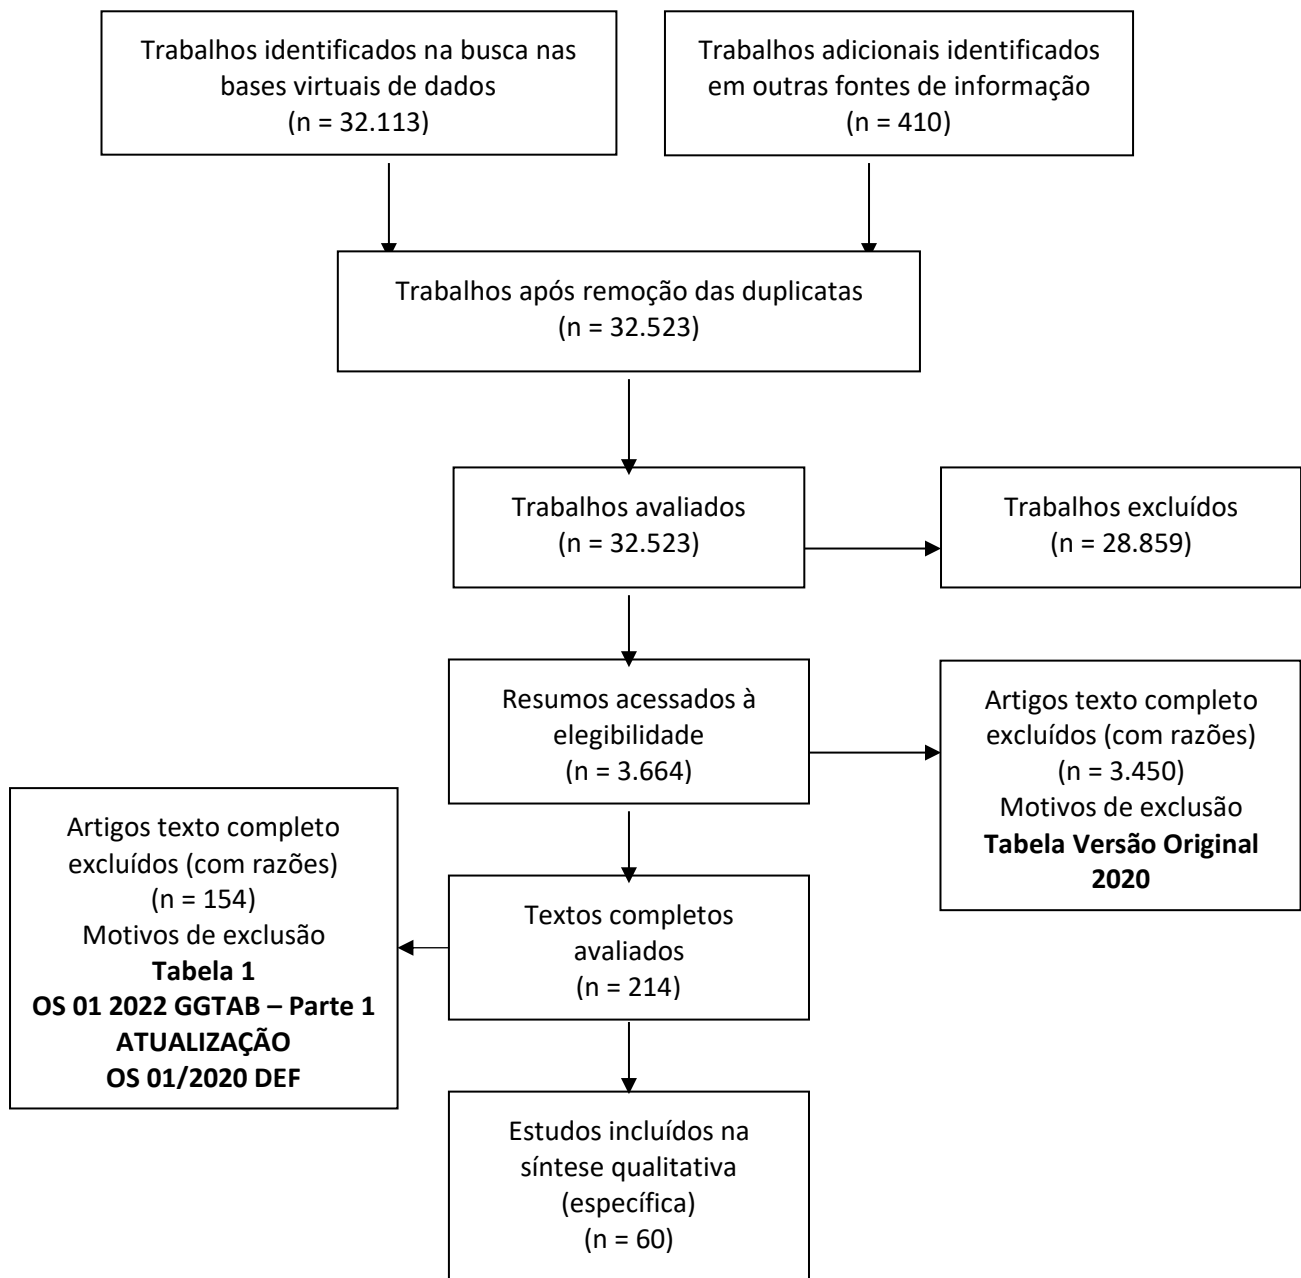 Trabalhos identificados na busca nas
bases virtuais de dados
(n = 32.113)
Trabalhos adicionais identificados
em outras fontes de informação
(n = 410)
Trabalhos após remoção das duplicatas
(n = 32.523)
Trabalhos avaliados
(n = 32.523)
Trabalhos excluídos
(n = 28.859)
Resumos acessados à
elegibilidade
(n = 3.664)
Artigos texto completo
excluídos (com razões)
(n = 3.450)
Motivos de exclusão
Tabela Versão Original
2020
Artigos texto completo
excluídos (com razões)
(n = 154)
Motivos de exclusão
Tabela 1
OS 01 2022 GGTAB – Parte 1
ATUALIZAÇÃO
OS 01/2020 DEF
Textos completos
avaliados
(n = 214)
Estudos incluídos na
síntese qualitativa
(específica)
(n = 60)